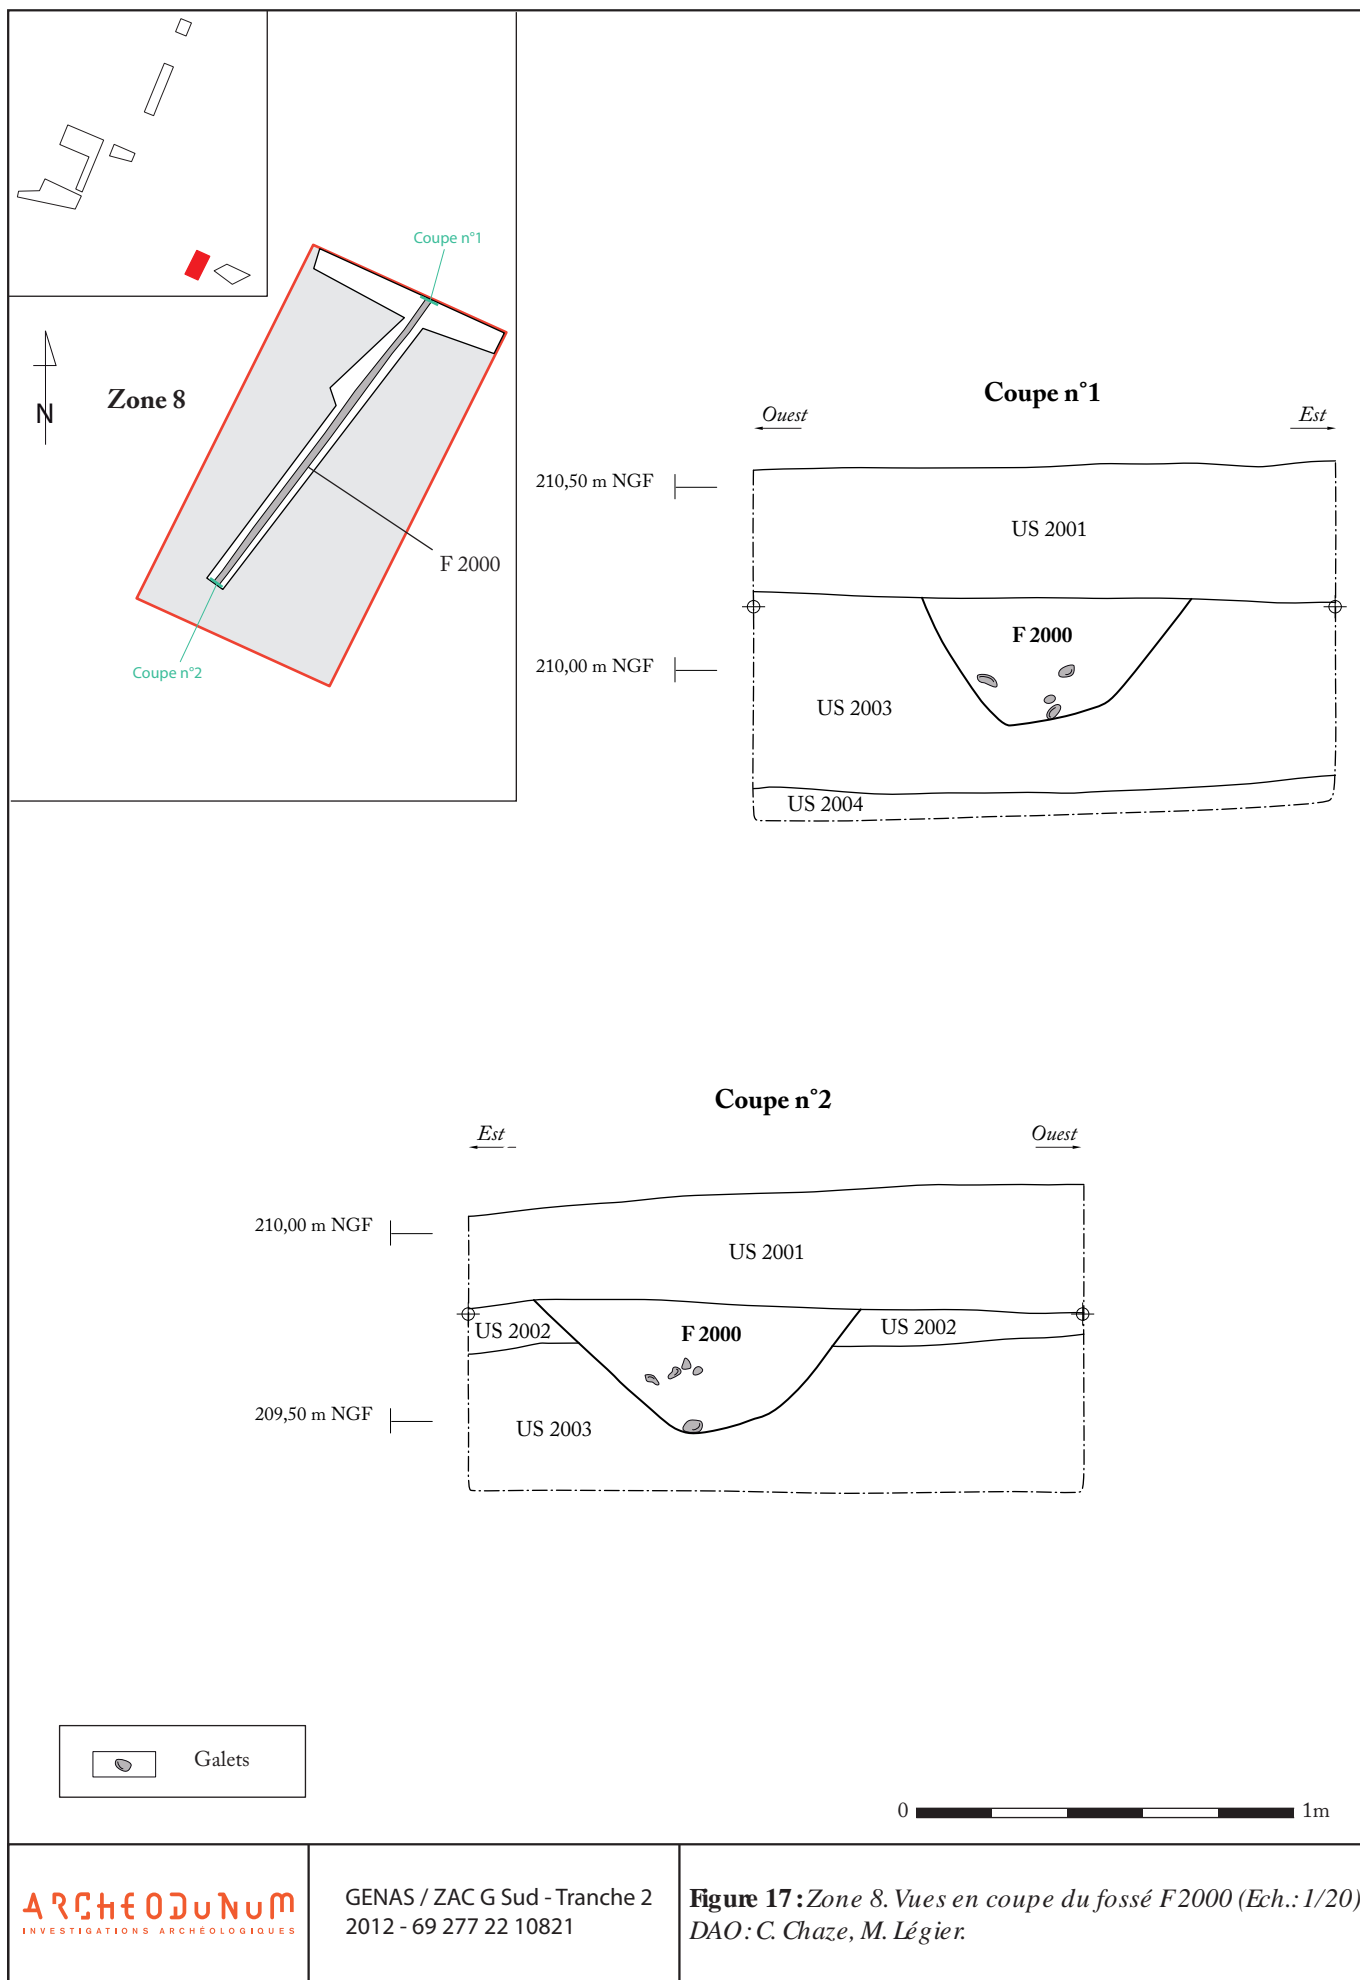 Coupe n°1
N
Zone 8
F 2000
Coupe n°2
Coupe n°1
Ouest
Est
210,50 m NGF
US 2001
F 2000
210,00 m NGF
US 2003
US 2004
Coupe n°2
Est
Ouest
210,00 m NGF
US 2001
US 2002
F 2000
US 2002
209,50 m NGF
US 2003
Galets
0
1m
ARCHEODUNUM
INVESTIGATIONS ARCHÉOLOGIQUES
GENAS / ZAC G Sud - Tranche 2
2012 - 69 277 22 10821
Figure 17 : Zone 8. Vues en coupe du fossé F2000 (Ech.: 1/20)
DAO : C. Chaze, M. Légier.